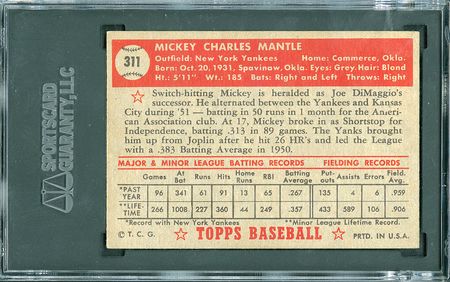 SPORTSCARD
GUARANTY, LLC
311
MICKEY CHARLES MANTLE
Outfield: New York Yankees Home: Commerce, Okla.
Born: Oct. 20, 1931, Spavinaw, Okla. Eyes: Grey. Hair: Blond
Ht.: 5'11" Wt.: 185 Bats: Right and Left Throws: Right
Switch-hitting Mickey is heralded as Joe DiMaggio's
successor. He alternated between the Yankees and Kansas
City during '51 — batting in 50 runs in 1 month for the Ameri-
can Association club. At 17, Mickey broke in as Shortstop for
Independence, batting .313 in 89 games. The Yanks brought
him up from Joplin after he hit 26 HR's and led the League
with a .383 Batting Average in 1950.
MAJOR & MINOR LEAGUE BATTING RECORDS FIELDING RECORDS
Games At Bat Runs Hits Home Runs RBI Batting Avg. Put-outs Assists Errors Field. Avg.
*PAST YEAR 96 341 61 91 13 65 .267 135 4 6 .959
**LIFE-TIME 266 1008 227 360 44 249 .357 441 539 102 .906
*Record with New York Yankees **Minor League Lifetime Record.
© T. C. G. TOPPS BASEBALL PRTD. IN U.S.A.